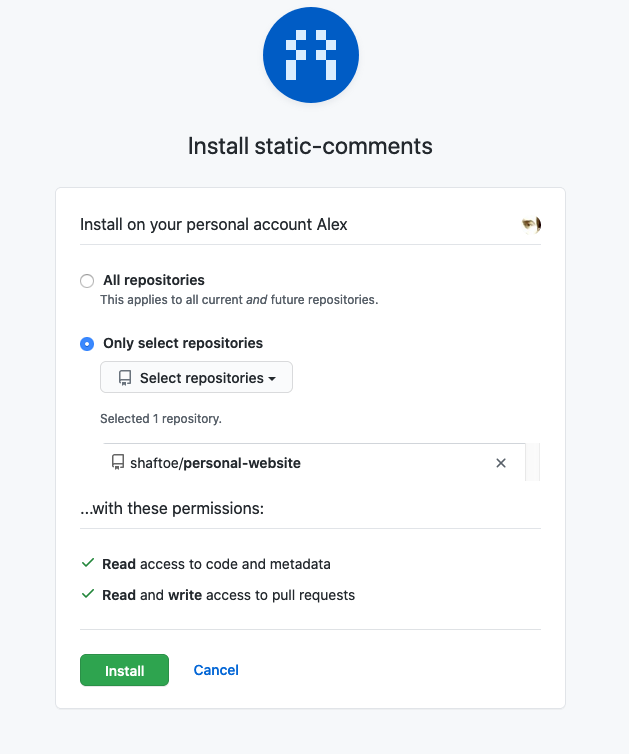 Install static-comments
Install on your personal account Alex
All repositories
This applies to all current and future repositories.
Only select repositories
Select repositories
Selected 1 repository.
shaftoe/personal-website
...with these permissions:
Read access to code and metadata
Read and write access to pull requests
Install Cancel